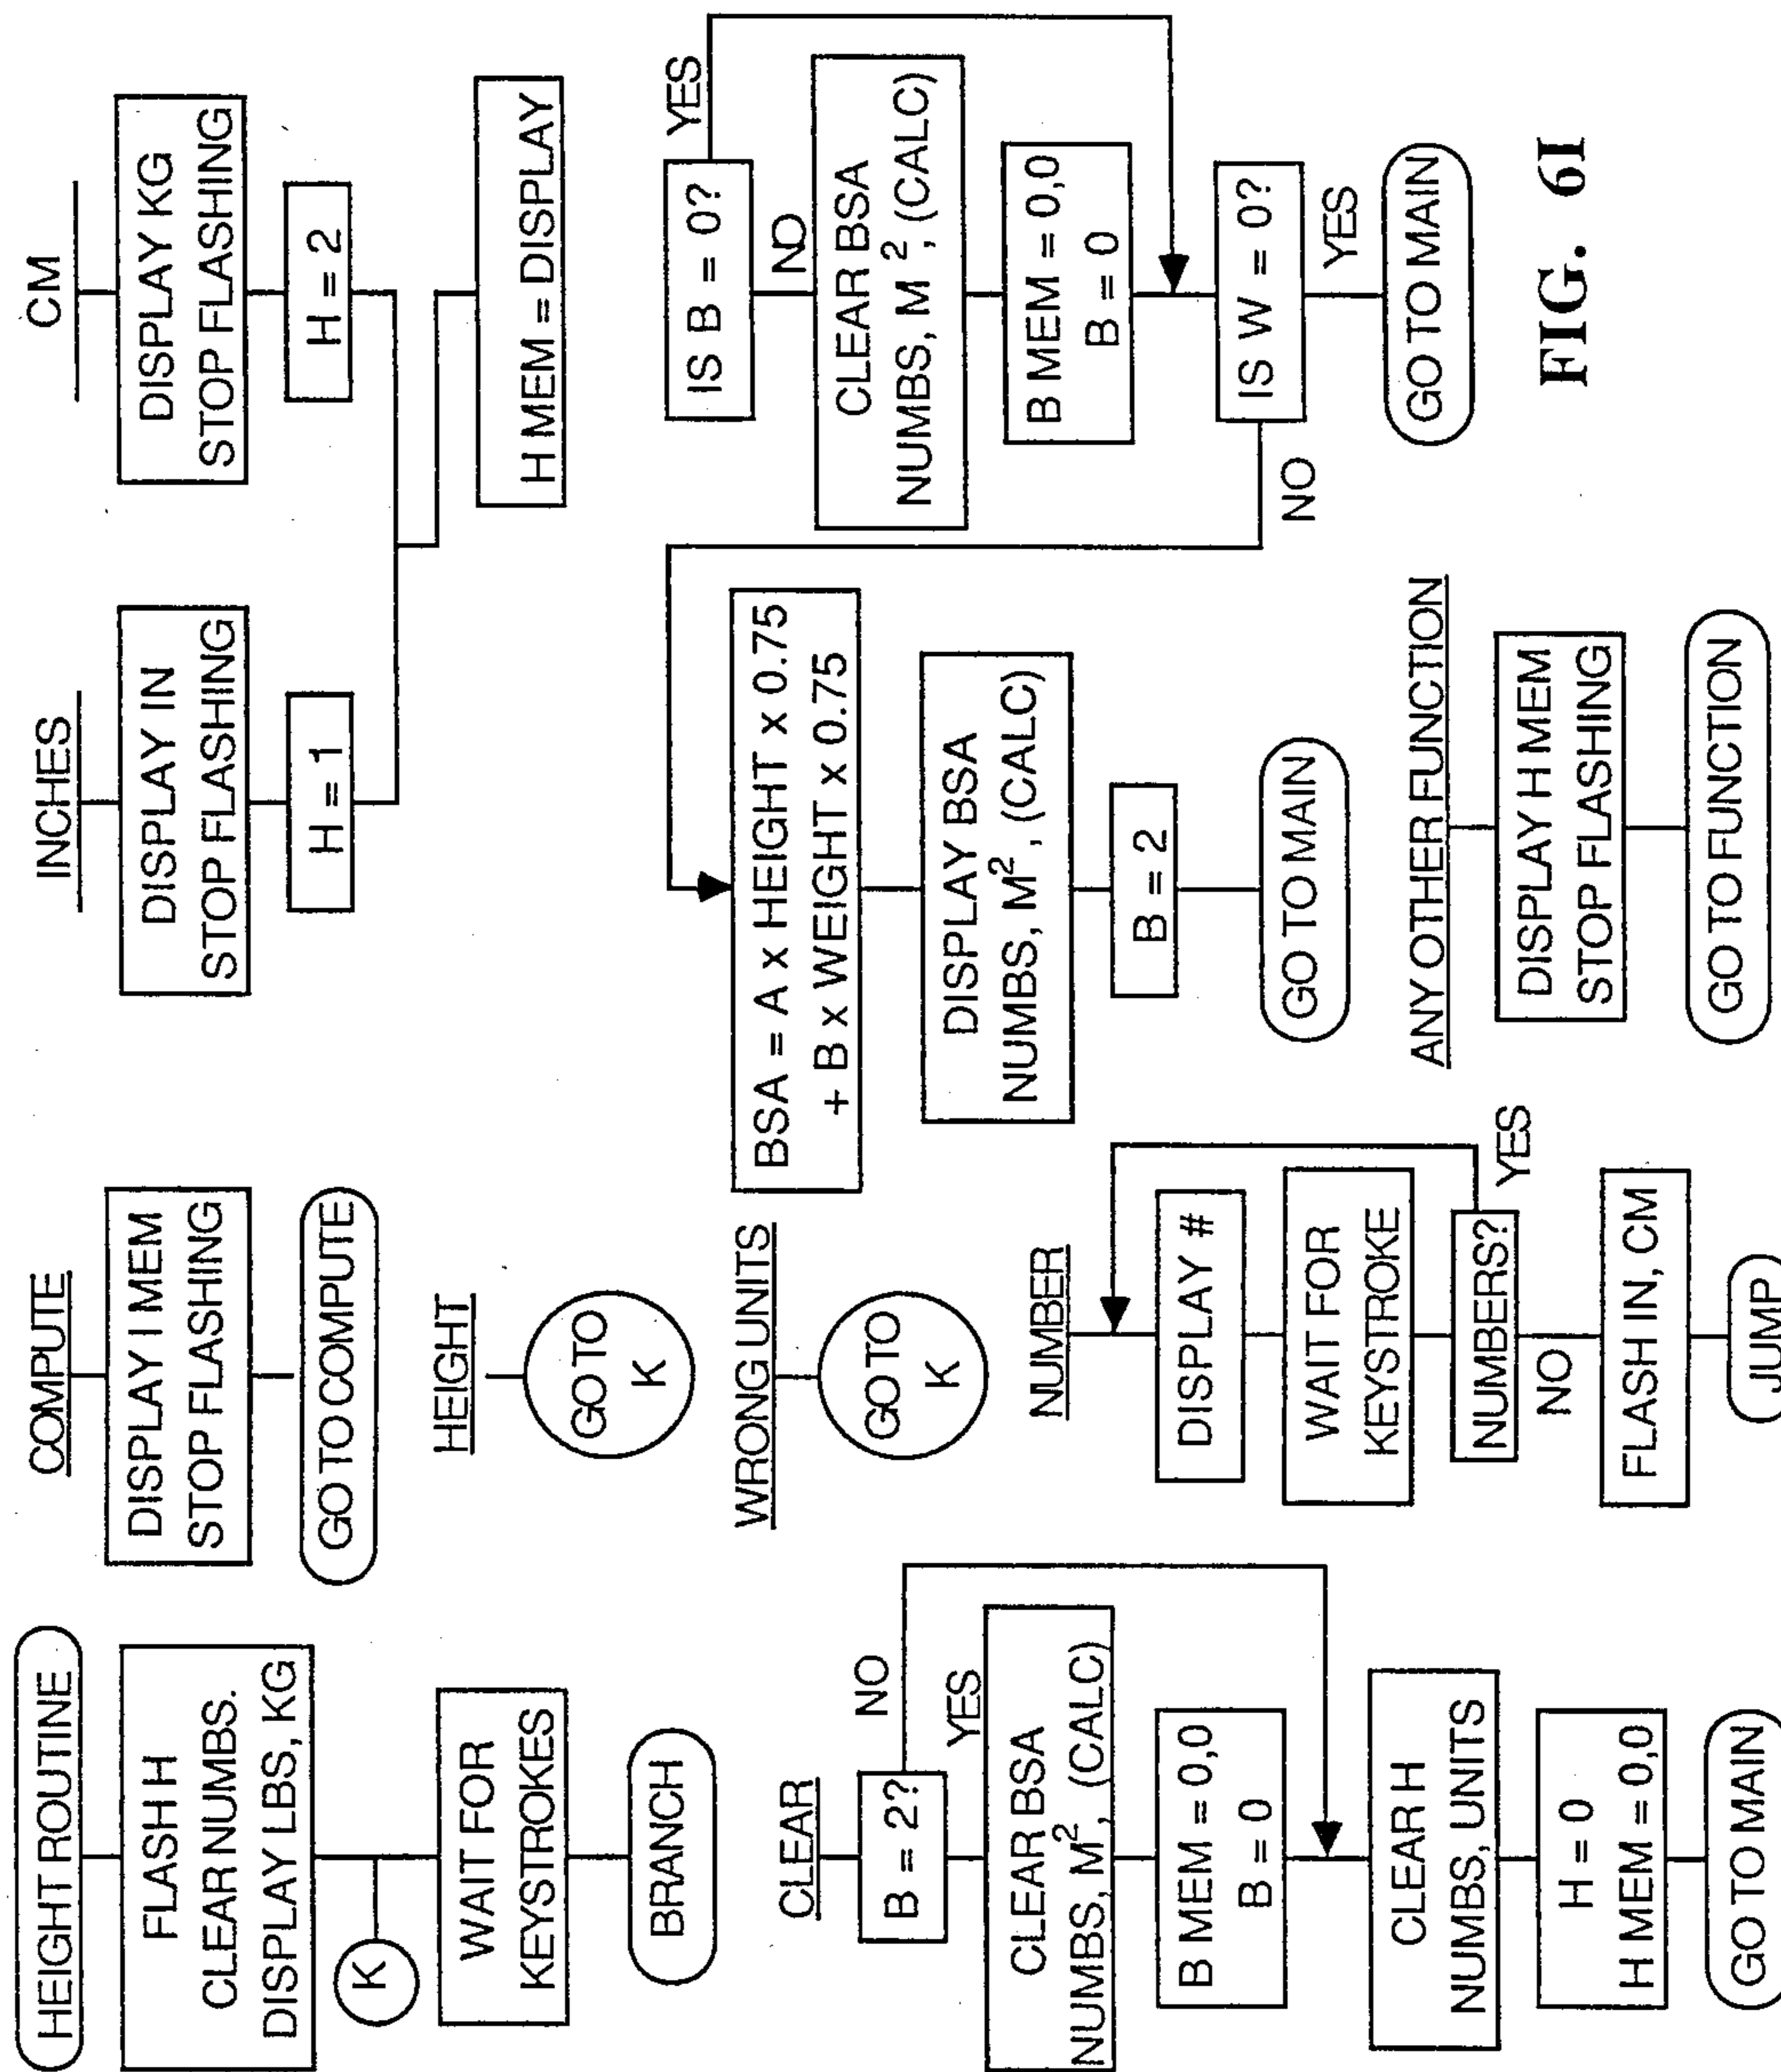 HEIGHT ROUTINE
FLASH H
CLEAR NUMBS.
DISPLAY LBS, KG
K
WAIT FOR
KEYSTROKES
BRANCH
CLEAR
B = 2?
NO
YES
CLEAR BSA
NUMBS, M², (CALC)
B MEM = 0,0
B = 0
CLEAR H
NUMBS, UNITS
H = 0
H MEM = 0,0
GO TO MAIN
COMPUTE
DISPLAY I MEM
STOP FLASHING
GO TO COMPUTE
HEIGHT
GO TO
K
WRONG UNITS
GO TO
K
NUMBER
DISPLAY #
WAIT FOR
KEYSTROKE
NUMBERS?
YES
NO
FLASH IN, CM
JUMP
INCHES
DISPLAY IN
STOP FLASHING
H = 1
CM
DISPLAY KG
STOP FLASHING
H = 2
H MEM = DISPLAY
IS B = 0?
YES
NO
CLEAR BSA
NUMBS, M², (CALC)
B MEM = 0,0
B = 0
IS W = 0?
NO
YES
GO TO MAIN
BSA = A x HEIGHT x 0.75
+ B x WEIGHT x 0.75
DISPLAY BSA
NUMBS, M², (CALC)
B = 2
GO TO MAIN
ANY OTHER FUNCTION
DISPLAY H MEM
STOP FLASHING
GO TO FUNCTION
FIG. 6I